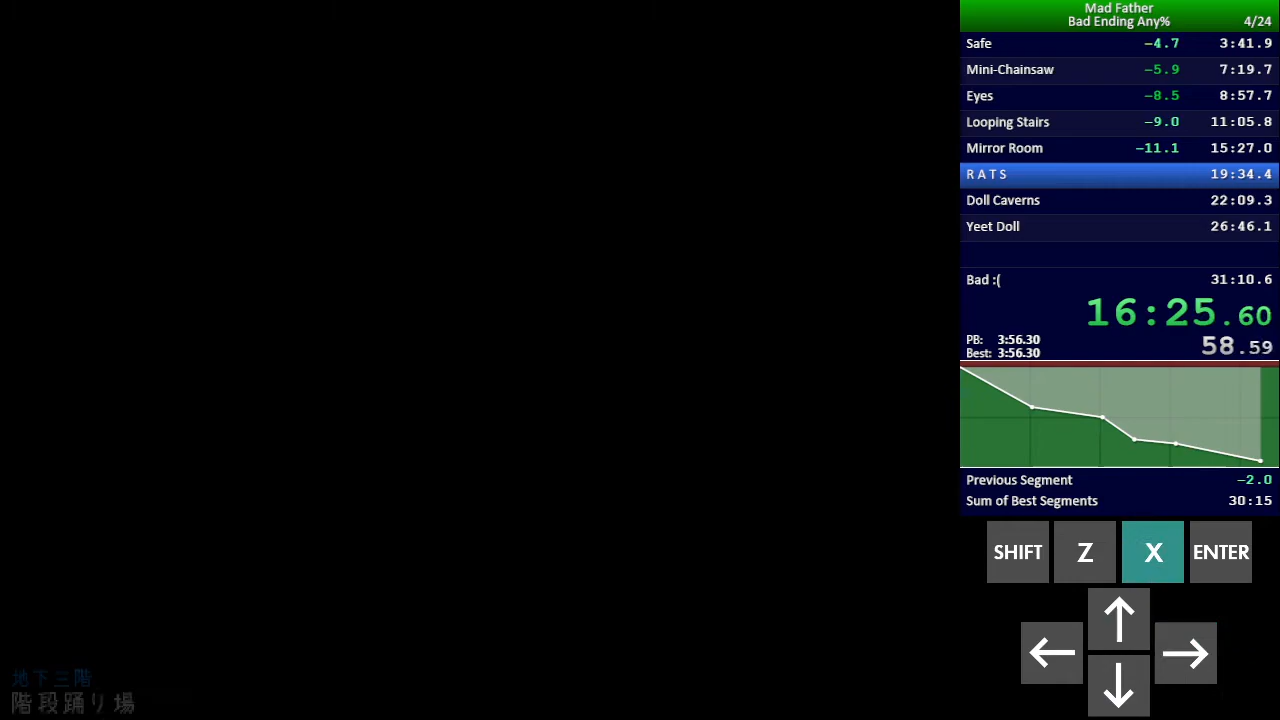 Mad Father
Bad Ending Any%
4/24
Safe -4.7 3:41.9
Mini-Chainsaw -5.9 7:19.7
Eyes -8.5 8:57.7
Looping Stairs -9.0 11:05.8
Mirror Room -11.1 15:27.0
R A T S 19:34.4
Doll Caverns 22:09.3
Yeet Doll 26:46.1
Bad :( 31:10.6
16:25.60
PB: 3:56.30
Best: 3:56.30
58.59
Previous Segment -2.0
Sum of Best Segments 30:15
SHIFT Z X ENTER
↑
← →
↓
地下三階
階段踊り場